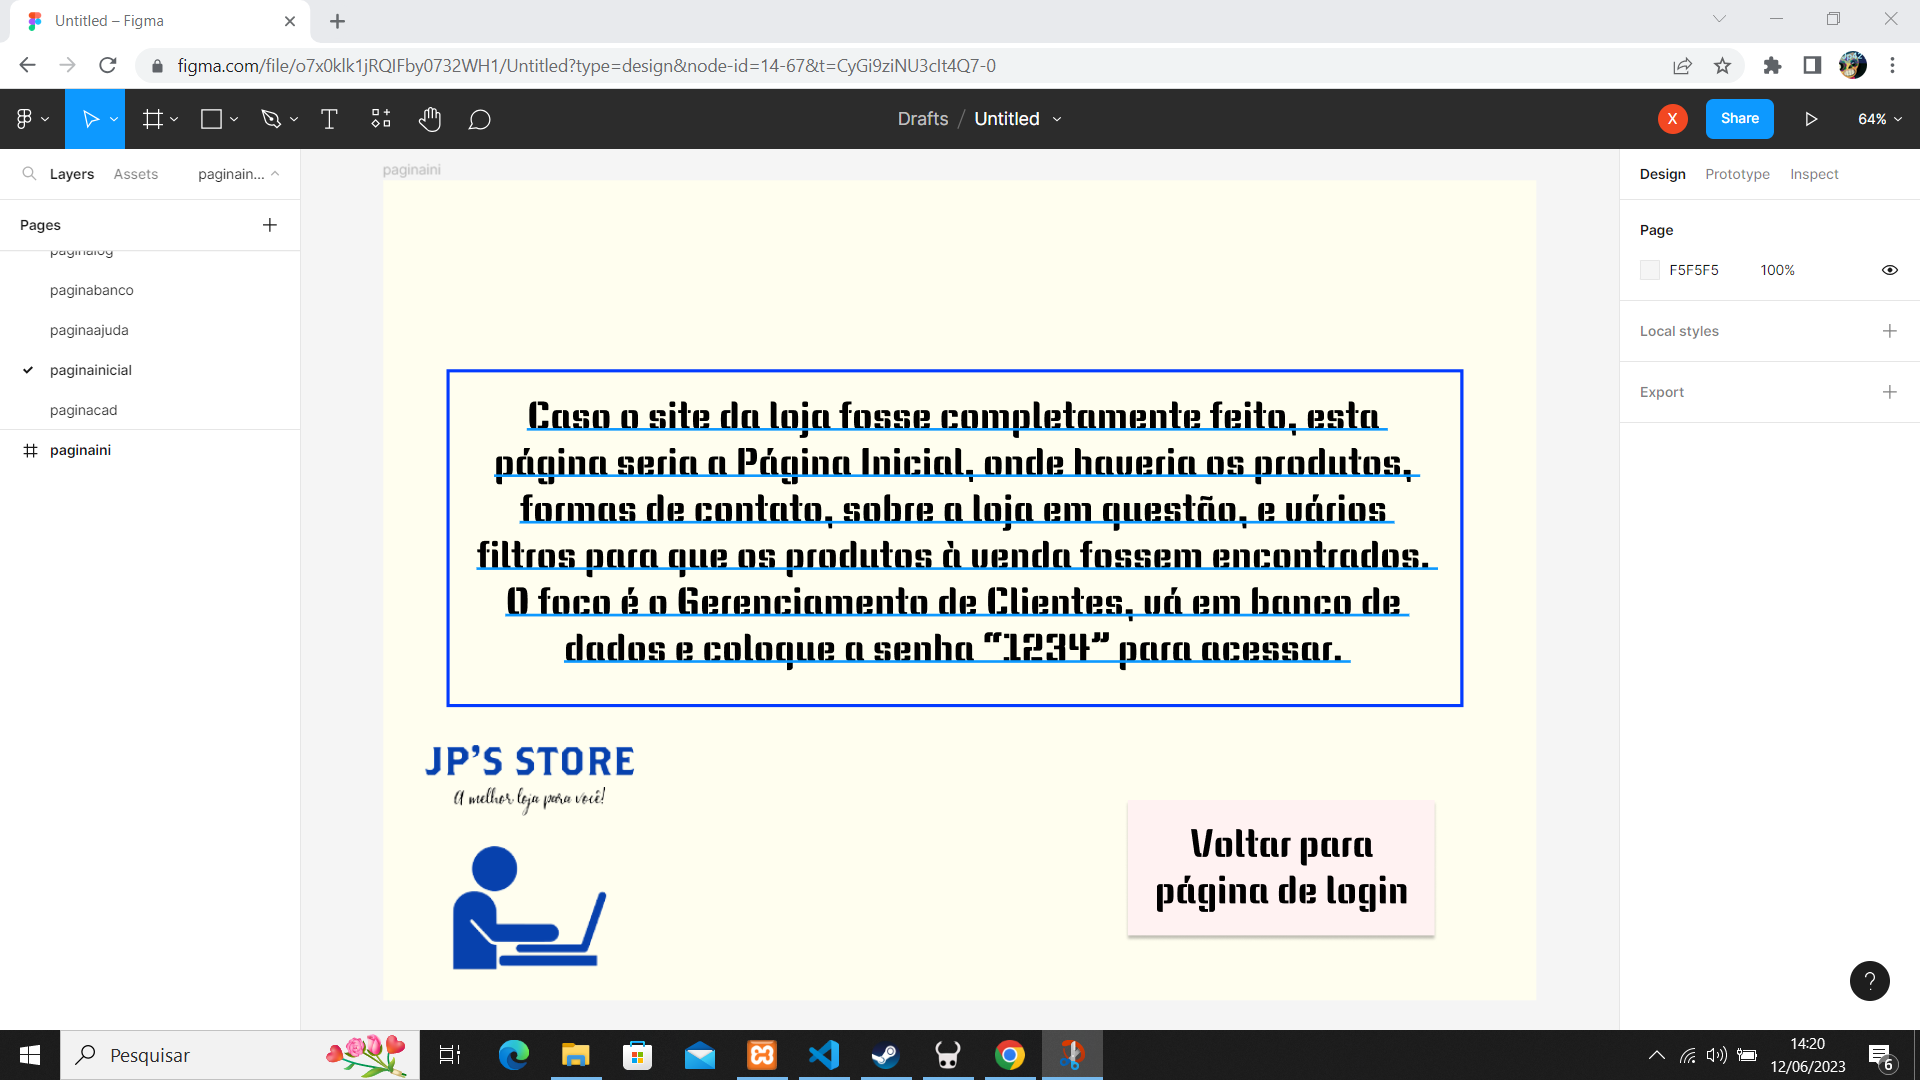 Untitled – Figma
figma.com/file/o7x0klk1jRQIFby0732WH1/Untitled?type=design&node-id=14-67&t=CyGi9ziNU3cIt4Q7-0
Drafts / Untitled
X
Share
64%
Layers
Assets
paginain...
paginaini
Design
Prototype
Inspect
Pages
Page
paginalog
F5F5F5
100%
paginabanco
paginaajuda
Local styles
paginainicial
Export
paginacad
paginaini
Caso o site da loja fosse completamente feito, esta
página seria a Página Inicial, onde haveria os produtos,
formas de contato, sobre a loja em questão, e vários
filtros para que os produtos à venda fossem encontrados.
O foco é o Gerenciamento de Clientes, vá em banco de
dados e coloque a senha “1234” para acessar.
JP’S STORE
A melhor loja para você!
Voltar para
página de login
?
Pesquisar
14:20
12/06/2023
6